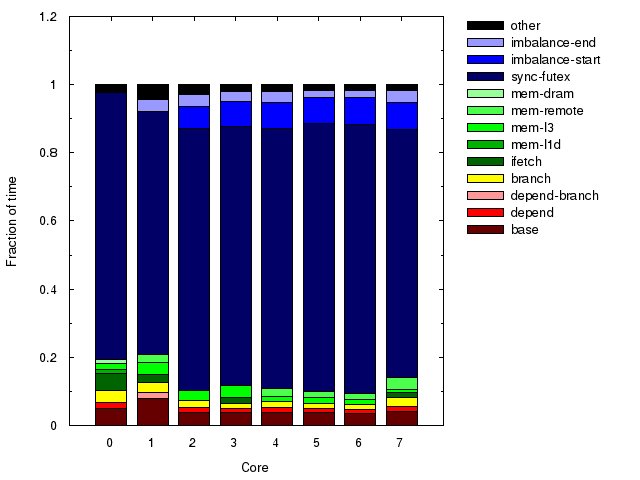 1.2
1
0.8
0.6
0.4
0.2
0
Fraction of time
0 1 2 3 4 5 6 7
Core
other
imbalance-end
imbalance-start
sync-futex
mem-dram
mem-remote
mem-l3
mem-l1d
ifetch
branch
depend-branch
depend
base